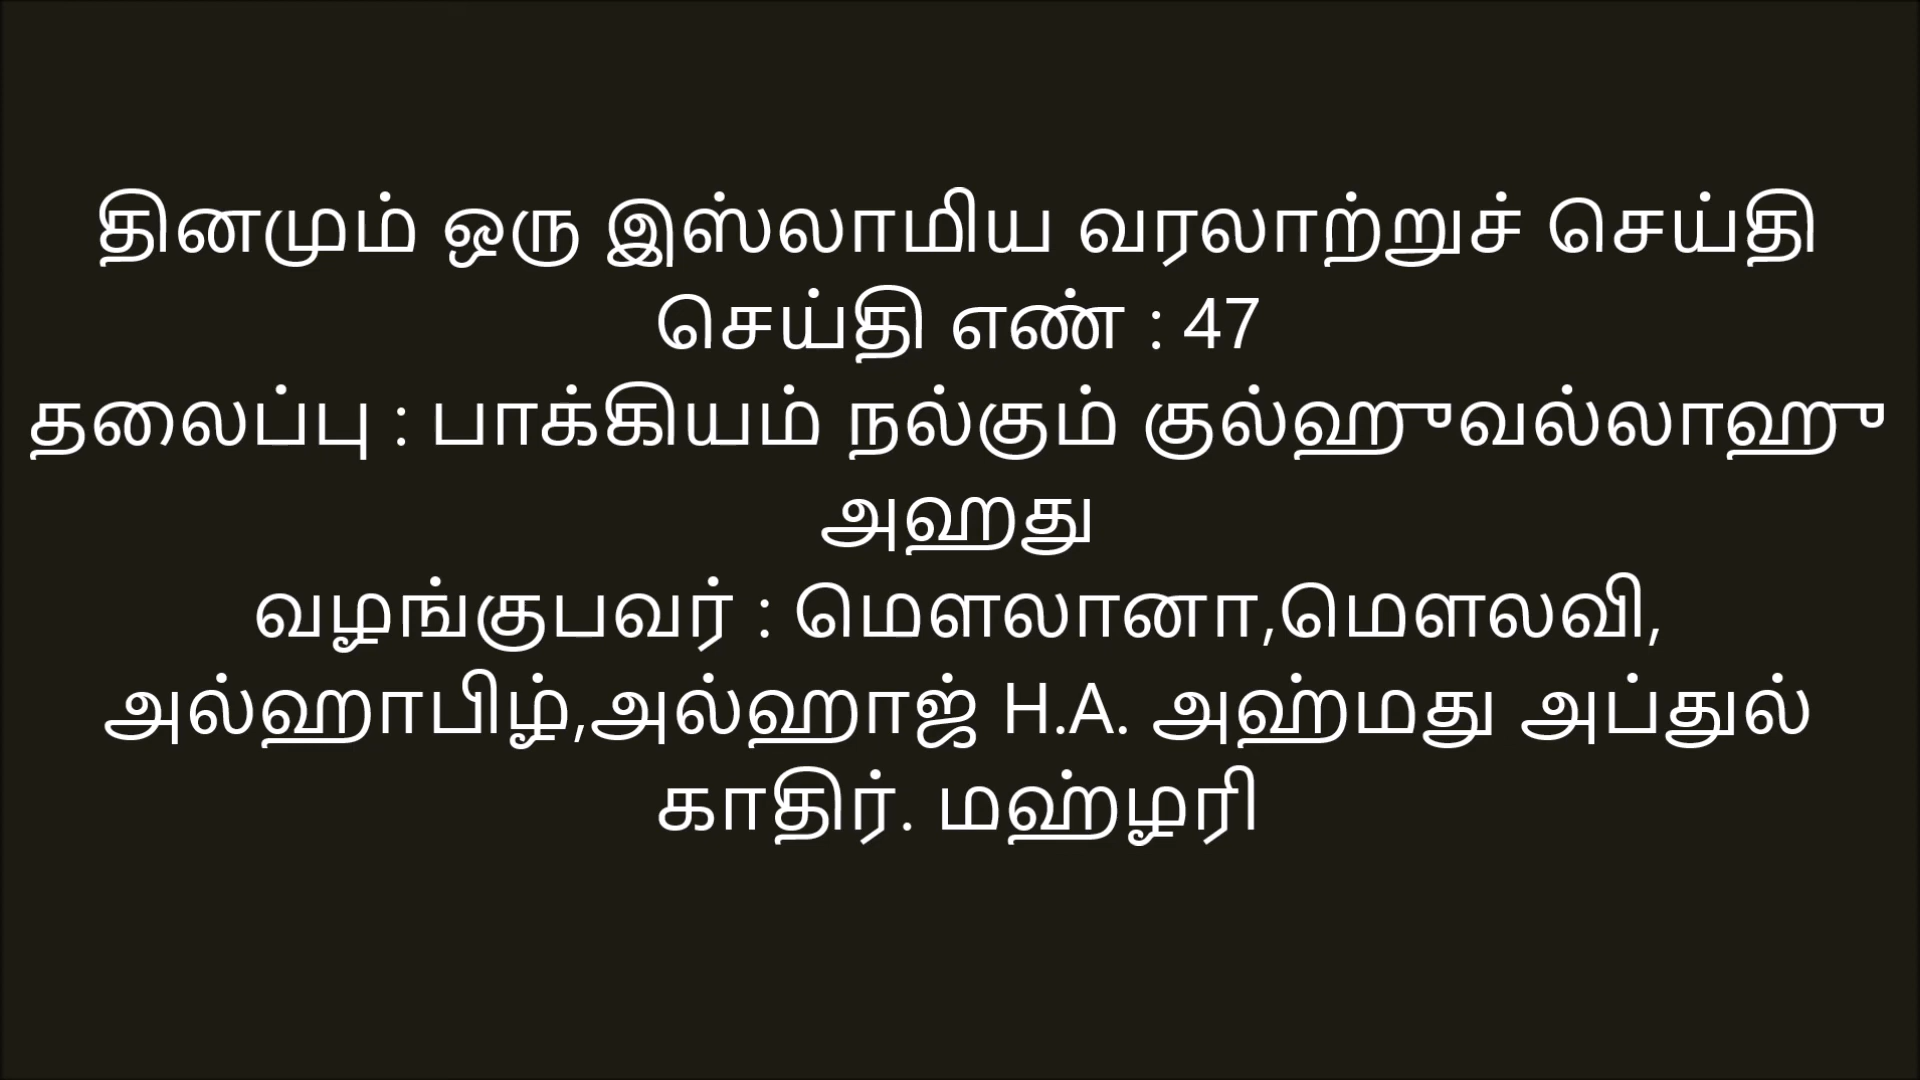 தினமும் ஒரு இஸ்லாமிய வரலாற்றுச் செய்தி
செய்தி எண் : 47
தலைப்பு : பாக்கியம் நல்கும் குல்ஹுவல்லாஹு
அஹது
வழங்குபவர் : மௌலானா,மௌலவி,
அல்ஹாபிழ்,அல்ஹாஜ் H.A. அஹ்மது அப்துல்
காதிர். மஹ்ழரி